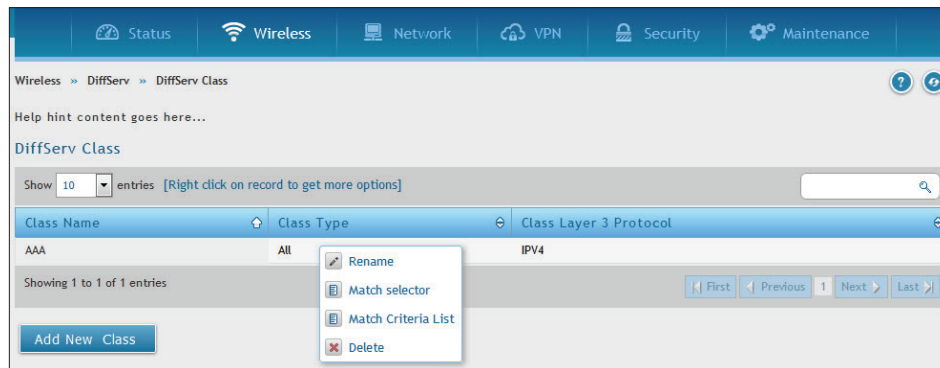 Status Wireless Network VPN Security Maintenance
Wireless » DiffServ » DiffServ Class
?
Help hint content goes here...
DiffServ Class
Show 10 entries [Right click on record to get more options]
Class Name Class Type Class Layer 3 Protocol
AAA All IPV4
Rename
Match selector
Match Criteria List
Delete
Showing 1 to 1 of 1 entries First Previous 1 Next Last
Add New Class